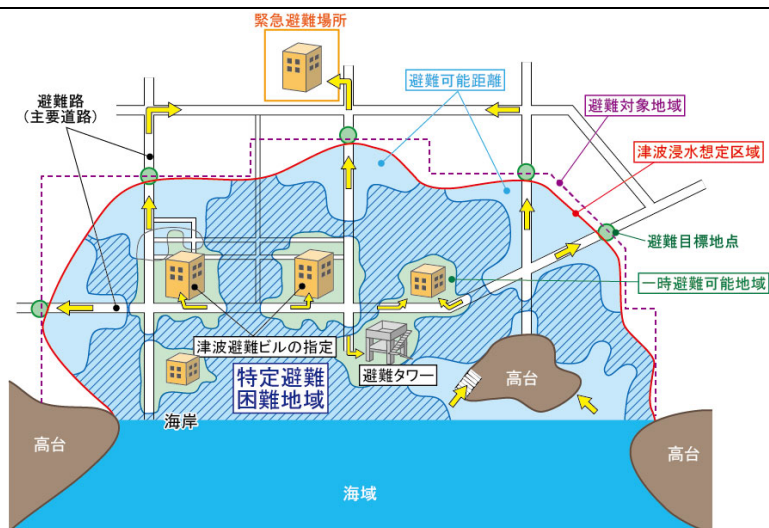 緊急避難場所
避難可能距離
避難路
(主要道路)
避難対象地域
津波浸水想定区域
避難目標地点
一時避難可能地域
津波避難ビルの指定
避難タワー
特定避難
困難地域
高台
海岸
高台
高台
海域